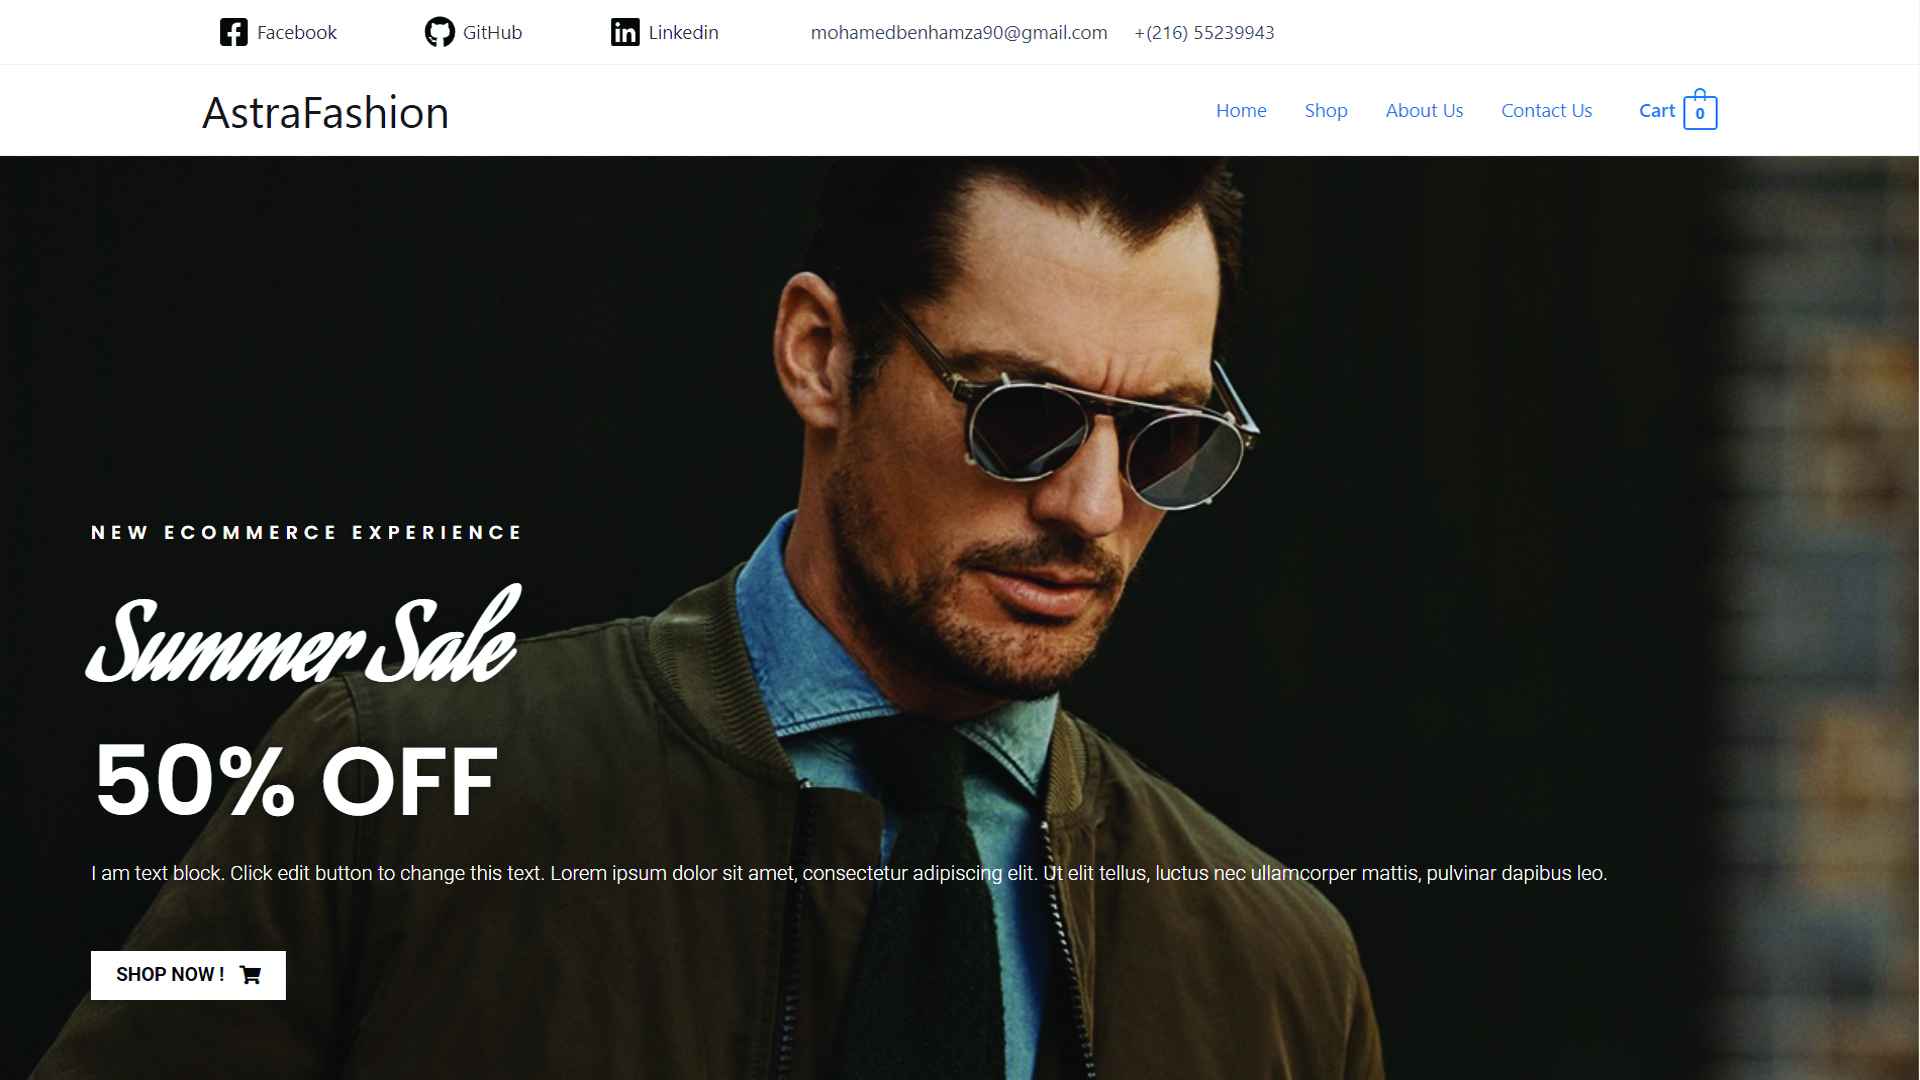 Facebook GitHub Linkedin mohamedbenhamza90@gmail.com +(216) 55239943
AstraFashion Home Shop About Us Contact Us Cart 0
NEW ECOMMERCE EXPERIENCE
Summer Sale
50% OFF
I am text block. Click edit button to change this text. Lorem ipsum dolor sit amet, consectetur adipiscing elit. Ut elit tellus, luctus nec ullamcorper mattis, pulvinar dapibus leo.
SHOP NOW !